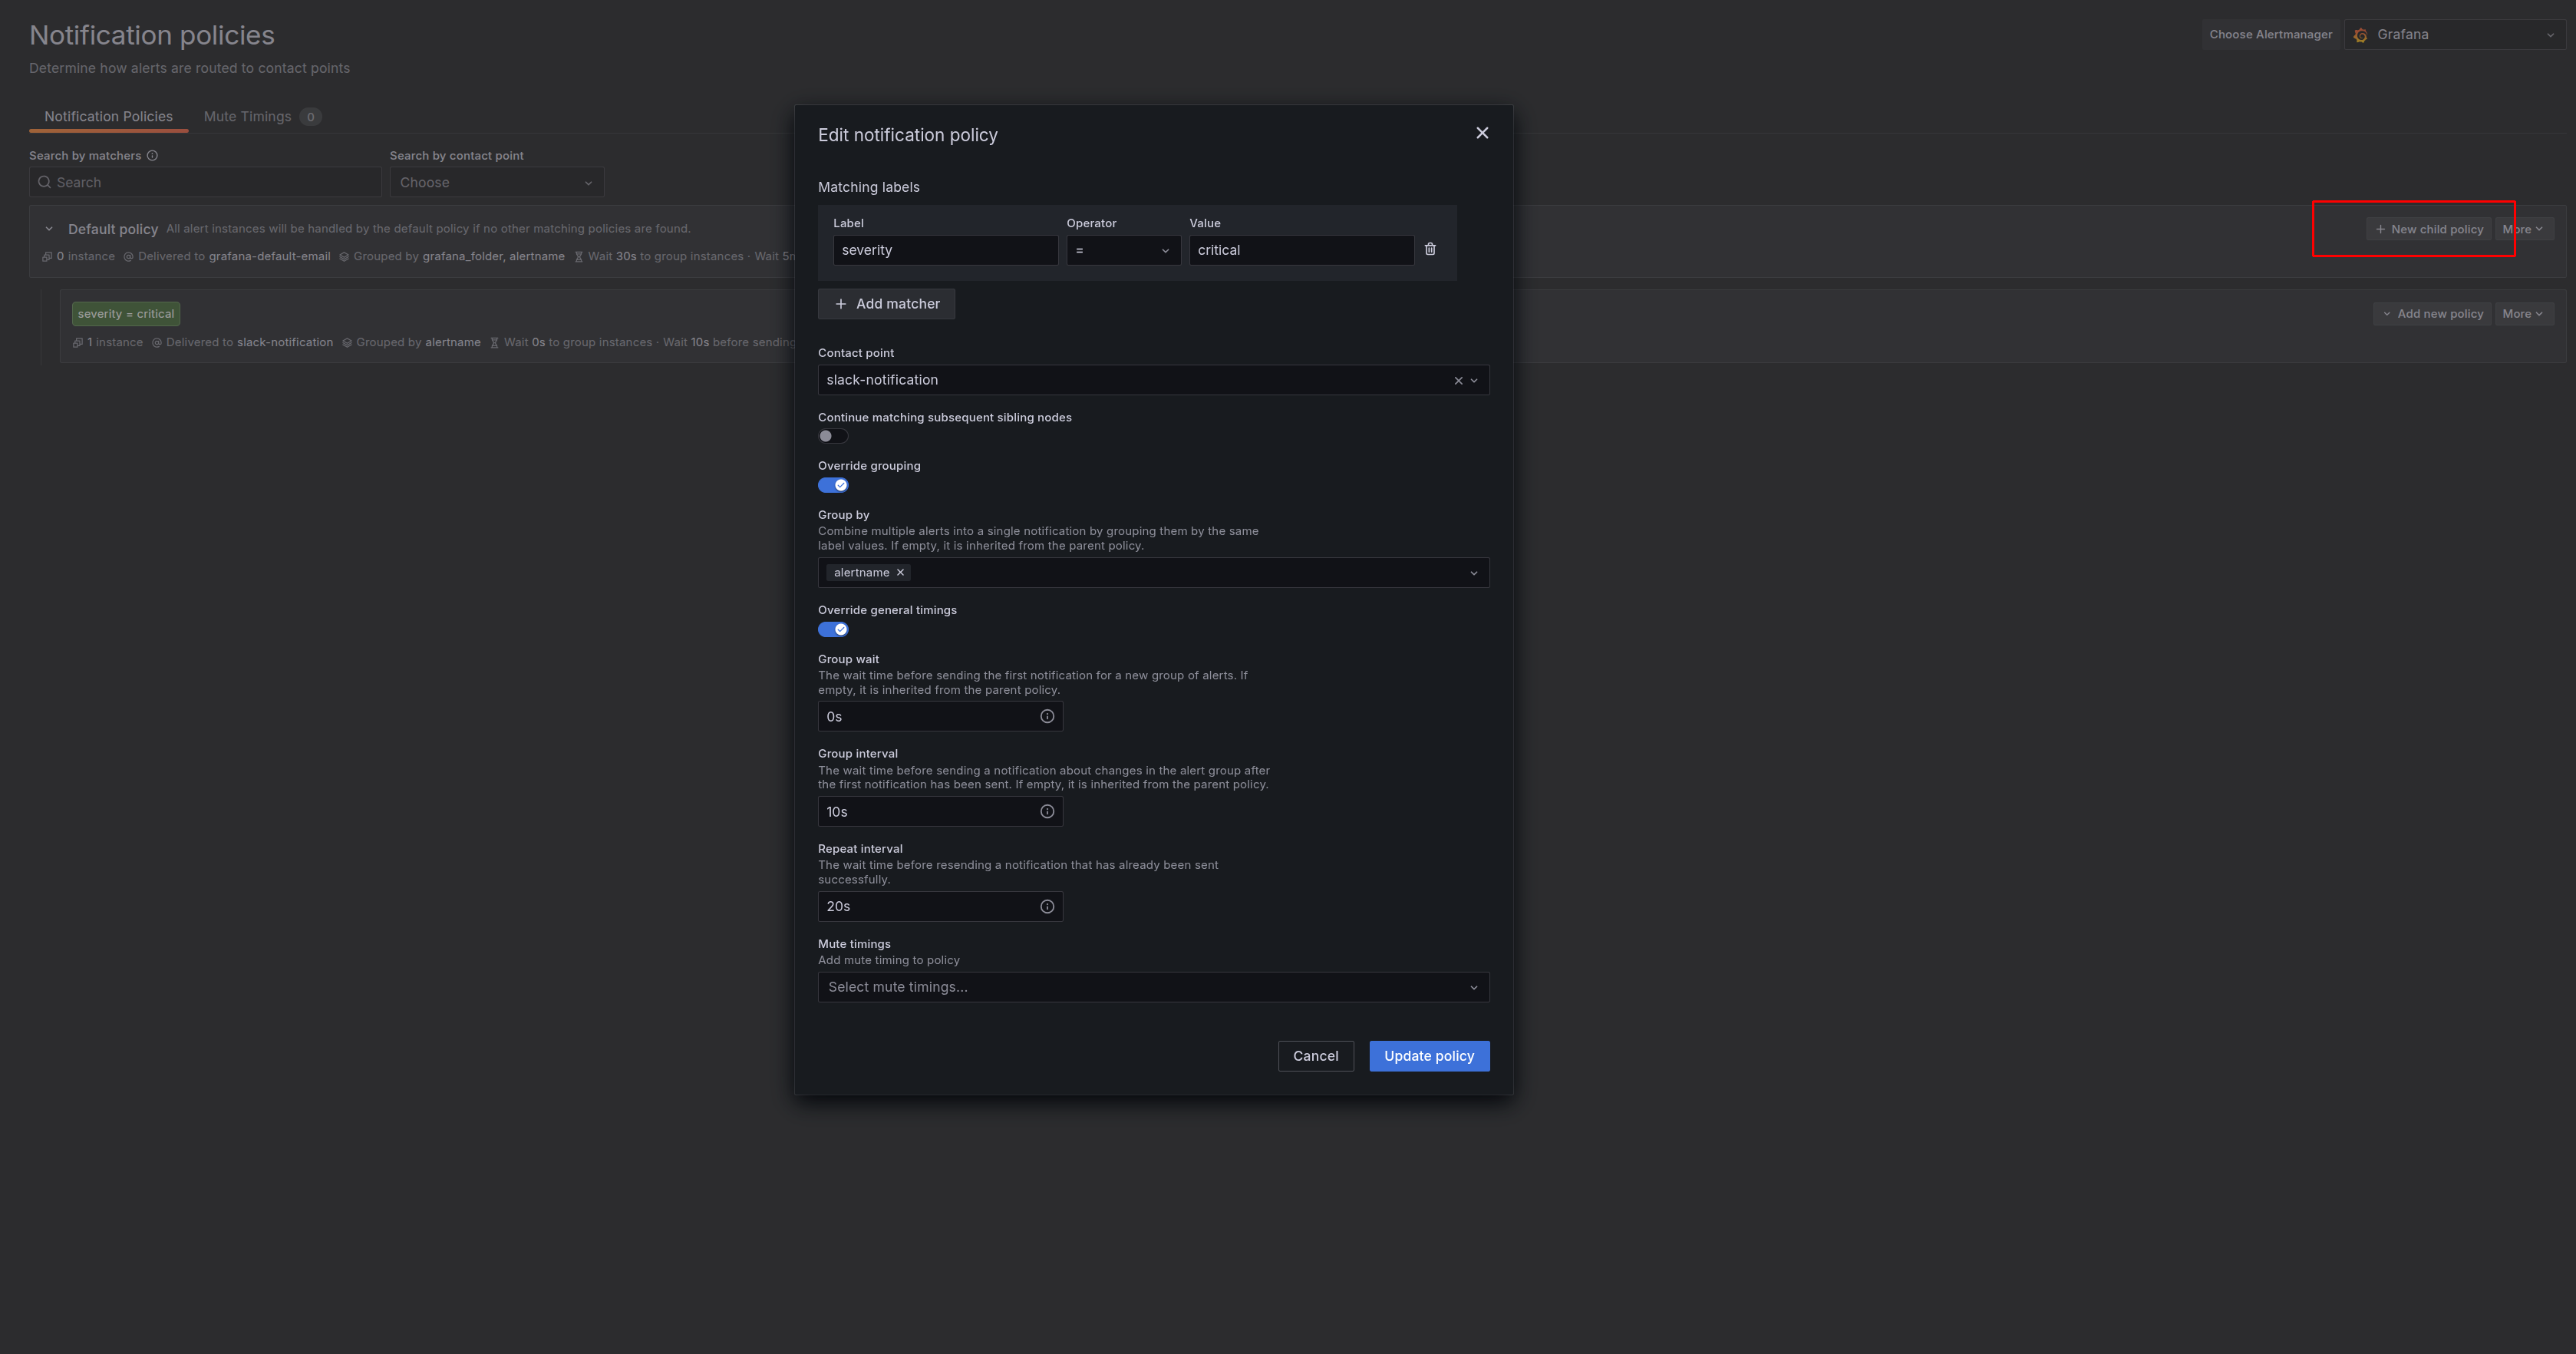 Notification policies
Choose Alertmanager
Grafana
Determine how alerts are routed to contact points
Notification Policies
Mute Timings 0
Search by matchers
Search by contact point
Search
Choose
Default policy All alert instances will be handled by the default policy if no other matching policies are found.
+ New child policy
More
0 instance Delivered to grafana-default-email Grouped by grafana_folder, alertname Wait 30s to group instances · Wait 5m
severity = critical
Add new policy
More
1 instance Delivered to slack-notification Grouped by alertname Wait 0s to group instances · Wait 10s before sending
Edit notification policy
Matching labels
Label
Operator
Value
severity
=
critical
+ Add matcher
Contact point
slack-notification
Continue matching subsequent sibling nodes
Override grouping
Group by
Combine multiple alerts into a single notification by grouping them by the same
label values. If empty, it is inherited from the parent policy.
alertname
Override general timings
Group wait
The wait time before sending the first notification for a new group of alerts. If
empty, it is inherited from the parent policy.
0s
Group interval
The wait time before sending a notification about changes in the alert group after
the first notification has been sent. If empty, it is inherited from the parent policy.
10s
Repeat interval
The wait time before resending a notification that has already been sent
successfully.
20s
Mute timings
Add mute timing to policy
Select mute timings...
Cancel
Update policy